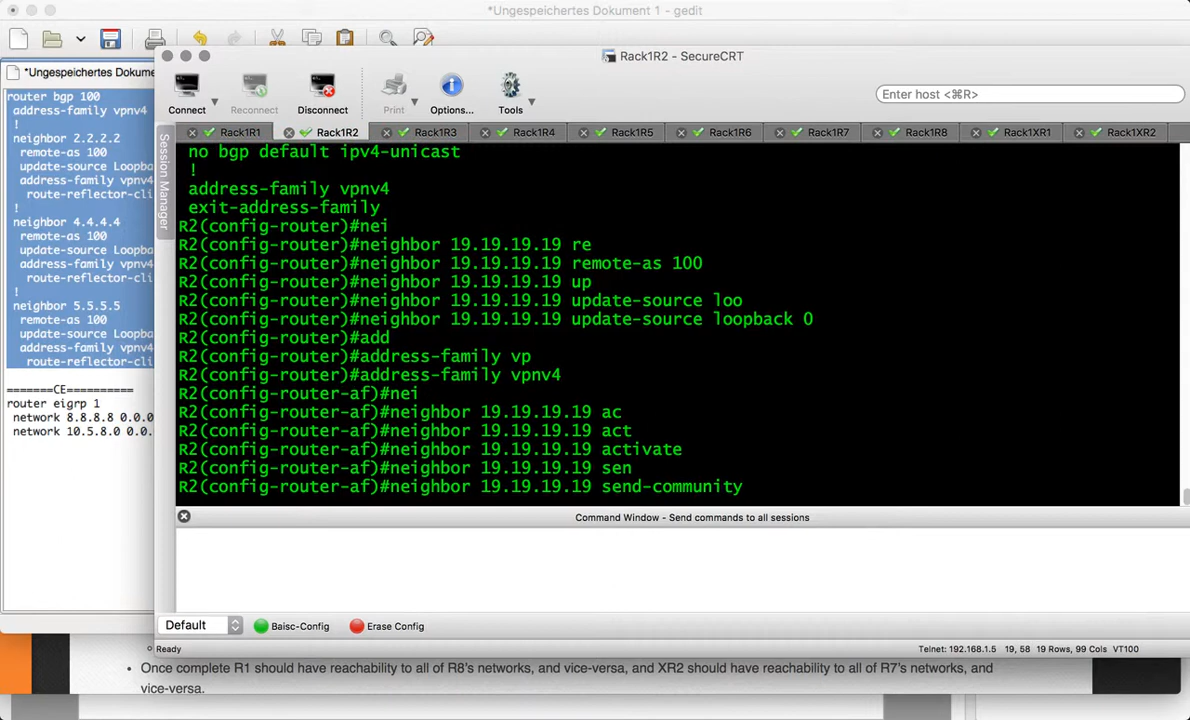 *Ungespeichertes Dokument 1 - gedit
*Ungespeichertes Dokume
Rack1R2 - SecureCRT
Connect
Reconnect
Disconnect
Print
Options...
Tools
Enter host <⌘R>
Rack1R1
Rack1R2
Rack1R3
Rack1R4
Rack1R5
Rack1R6
Rack1R7
Rack1R8
Rack1XR1
Rack1XR2
Session Manager
router bgp 100
address-family vpnv4
!
neighbor 2.2.2.2
remote-as 100
update-source Loopb
address-family vpnv4
route-reflector-cli
!
neighbor 4.4.4.4
remote-as 100
update-source Loopb
address-family vpnv4
route-reflector-cli
!
neighbor 5.5.5.5
remote-as 100
update-source Loopb
address-family vpnv4
route-reflector-cli
=======CE==========
router eigrp 1
network 8.8.8.8 0.0.0
network 10.5.8.0 0.0.
no bgp default ipv4-unicast
!
address-family vpnv4
exit-address-family
R2(config-router)#nei
R2(config-router)#neighbor 19.19.19.19 re
R2(config-router)#neighbor 19.19.19.19 remote-as 100
R2(config-router)#neighbor 19.19.19.19 up
R2(config-router)#neighbor 19.19.19.19 update-source loo
R2(config-router)#neighbor 19.19.19.19 update-source loopback 0
R2(config-router)#add
R2(config-router)#address-family vp
R2(config-router)#address-family vpnv4
R2(config-router-af)#nei
R2(config-router-af)#neighbor 19.19.19.19 ac
R2(config-router-af)#neighbor 19.19.19.19 act
R2(config-router-af)#neighbor 19.19.19.19 activate
R2(config-router-af)#neighbor 19.19.19.19 sen
R2(config-router-af)#neighbor 19.19.19.19 send-community
Command Window - Send commands to all sessions
Default
Baisc-Config
Erase Config
Ready
Telnet: 192.168.1.5 19, 58 19 Rows, 99 Cols VT100
• Once complete R1 should have reachability to all of R8's networks, and vice-versa, and XR2 should have reachability to all of R7's networks, and
vice-versa.